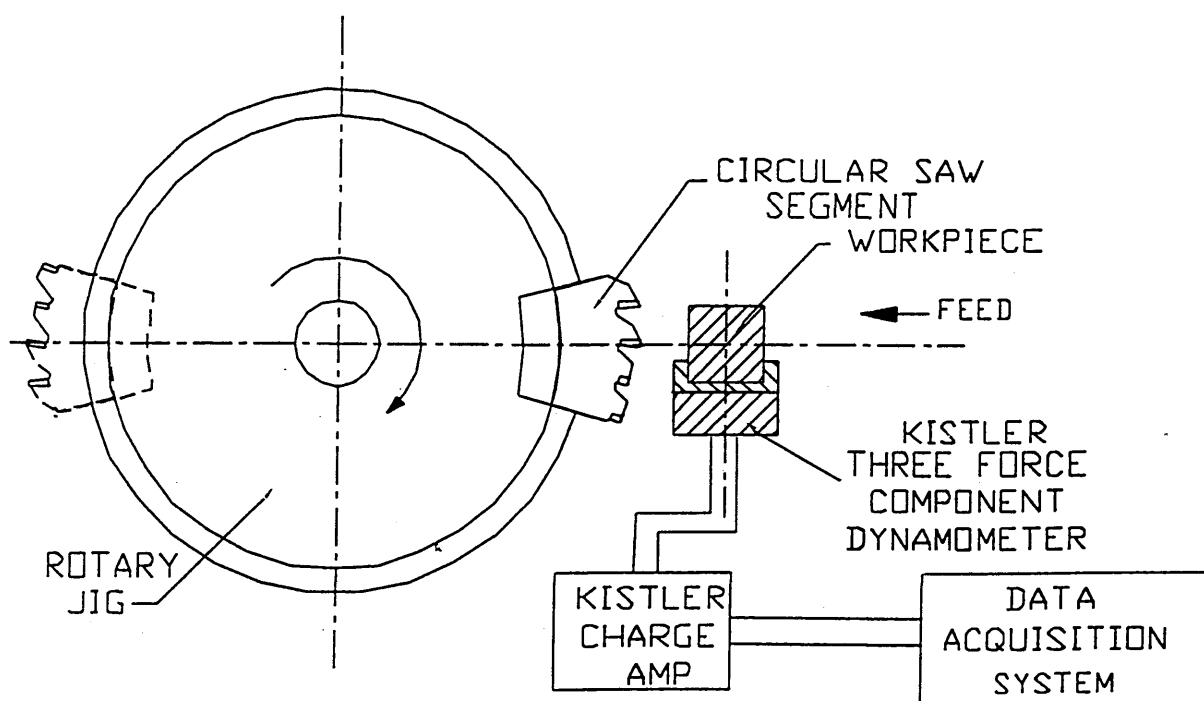 CIRCULAR SAW
SEGMENT
WORKPIECE
FEED
KISTLER
THREE FORCE
COMPONENT
DYNAMOMETER
ROTARY
JIG
KISTLER
CHARGE
AMP
DATA
ACQUISITION
SYSTEM